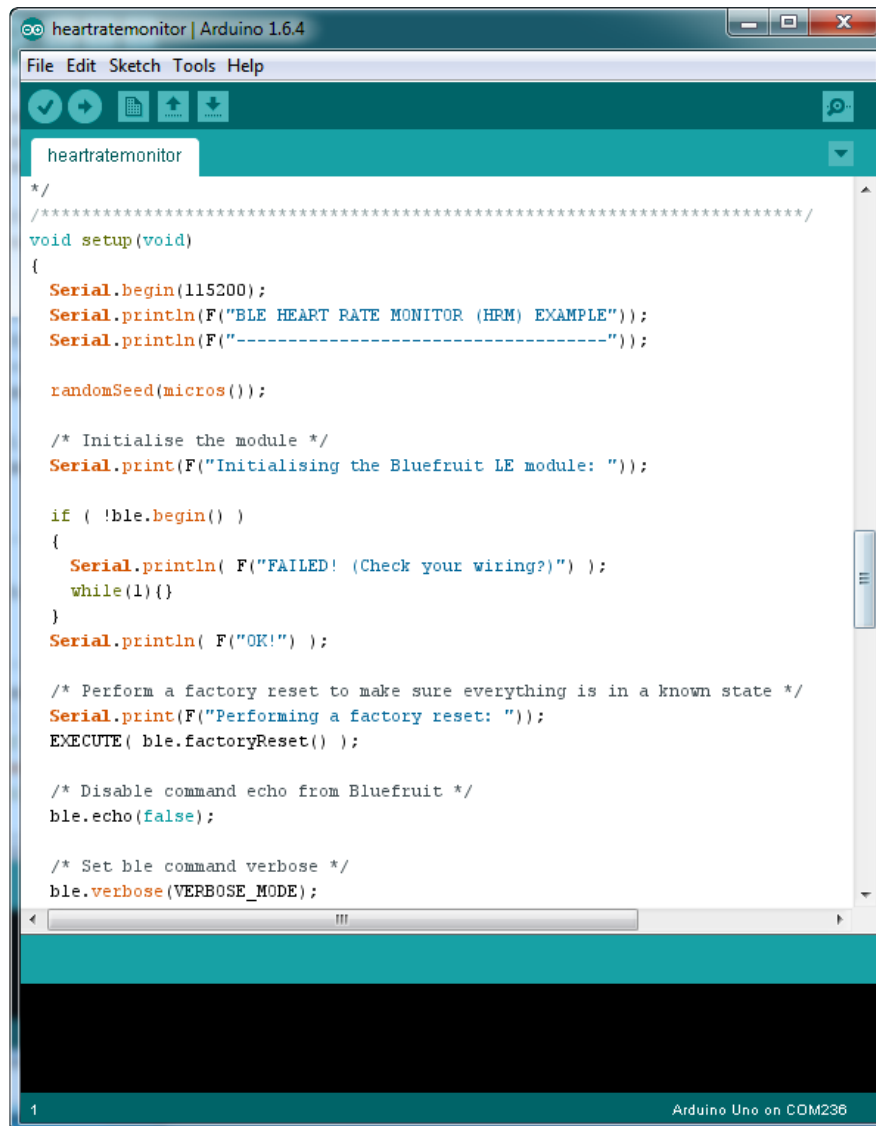 heartratemonitor | Arduino 1.6.4
File Edit Sketch Tools Help
heartratemonitor
*/
/**************************************************************************/
void setup(void)
{
  Serial.begin(115200);
  Serial.println(F("BLE HEART RATE MONITOR (HRM) EXAMPLE"));
  Serial.println(F("------------------------------------"));

  randomSeed(micros());

  /* Initialise the module */
  Serial.print(F("Initialising the Bluefruit LE module: "));

  if ( !ble.begin() )
  {
    Serial.println( F("FAILED! (Check your wiring?)") );
    while(1){}
  }
  Serial.println( F("OK!") );

  /* Perform a factory reset to make sure everything is in a known state */
  Serial.print(F("Performing a factory reset: "));
  EXECUTE( ble.factoryReset() );

  /* Disable command echo from Bluefruit */
  ble.echo(false);

  /* Set ble command verbose */
  ble.verbose(VERBOSE_MODE);
1
Arduino Uno on COM236